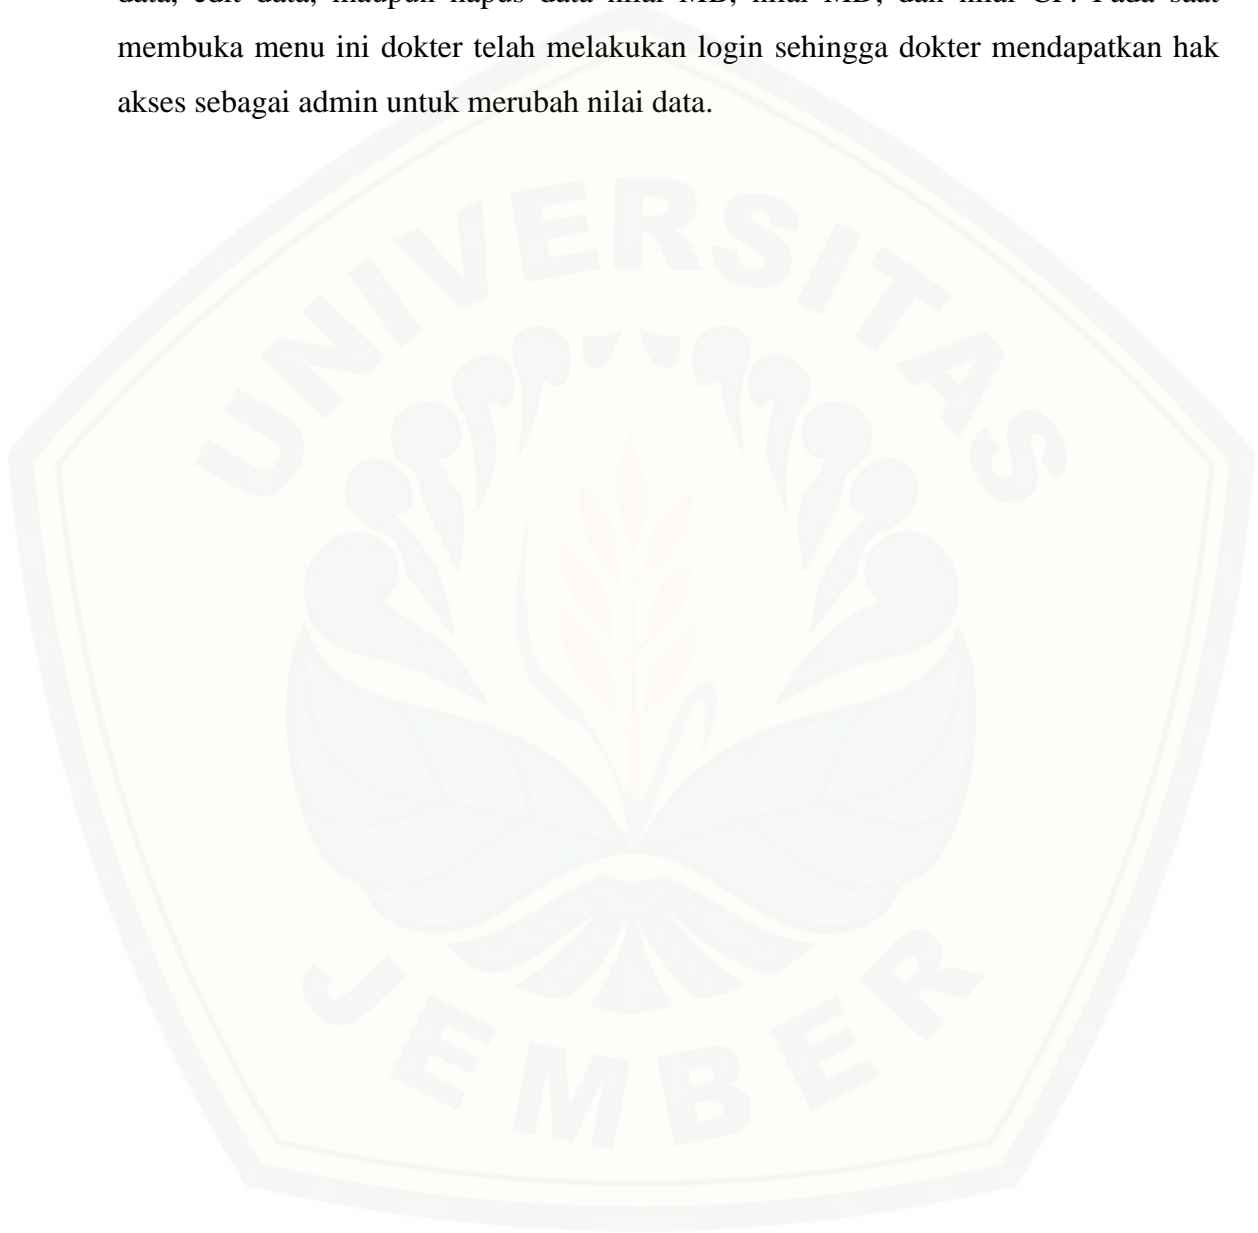 data, edit data, maupun hapus data nilai MB, nilai MD, dan nilai CF. Pada saat
membuka menu ini dokter telah melakukan login sehingga dokter mendapatkan hak
akses sebagai admin untuk merubah nilai data.
UNIVERSITAS
JEMBER